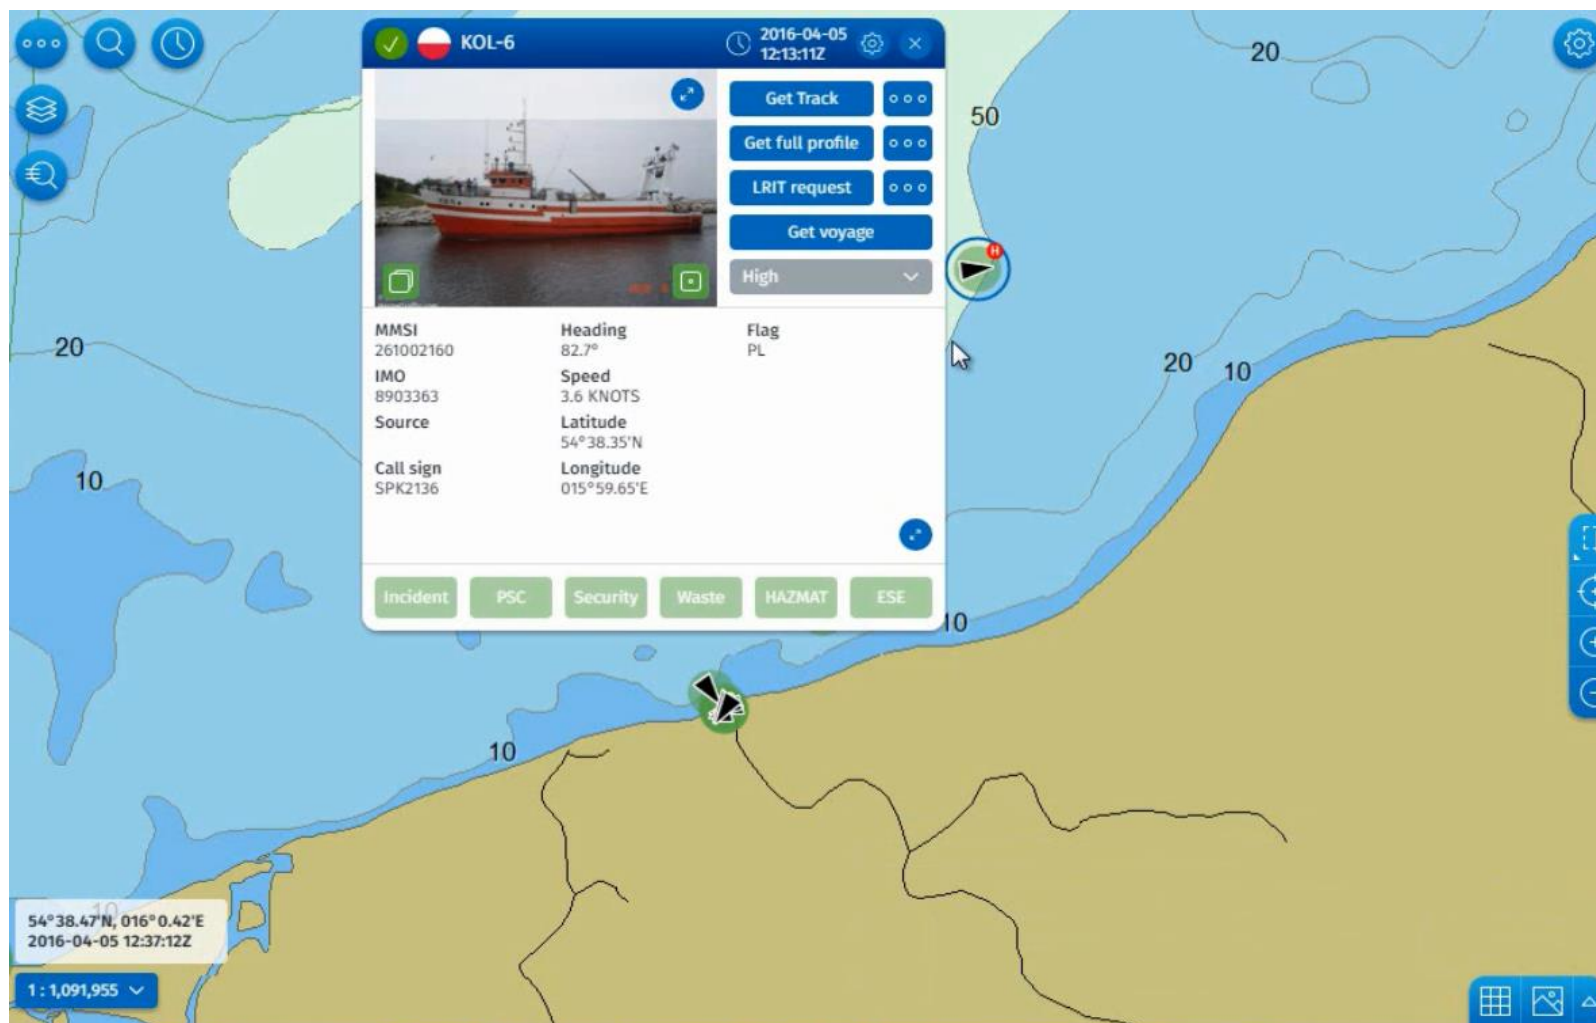 KOL-6
2016-04-05
12:13:11Z
Get Track
Get full profile
LRIT request
Get voyage
High
H
MMSI
261002160
Heading
82.7°
Flag
PL
IMO
8903363
Speed
3.6 KNOTS
Source
Latitude
54°38.35'N
Call sign
SPK2136
Longitude
015°59.65'E
Incident
PSC
Security
Waste
HAZMAT
ESE
20
50
20
20
10
10
10
10
10
54°38.47'N, 016°0.42'E
2016-04-05 12:37:12Z
1 : 1,091,955